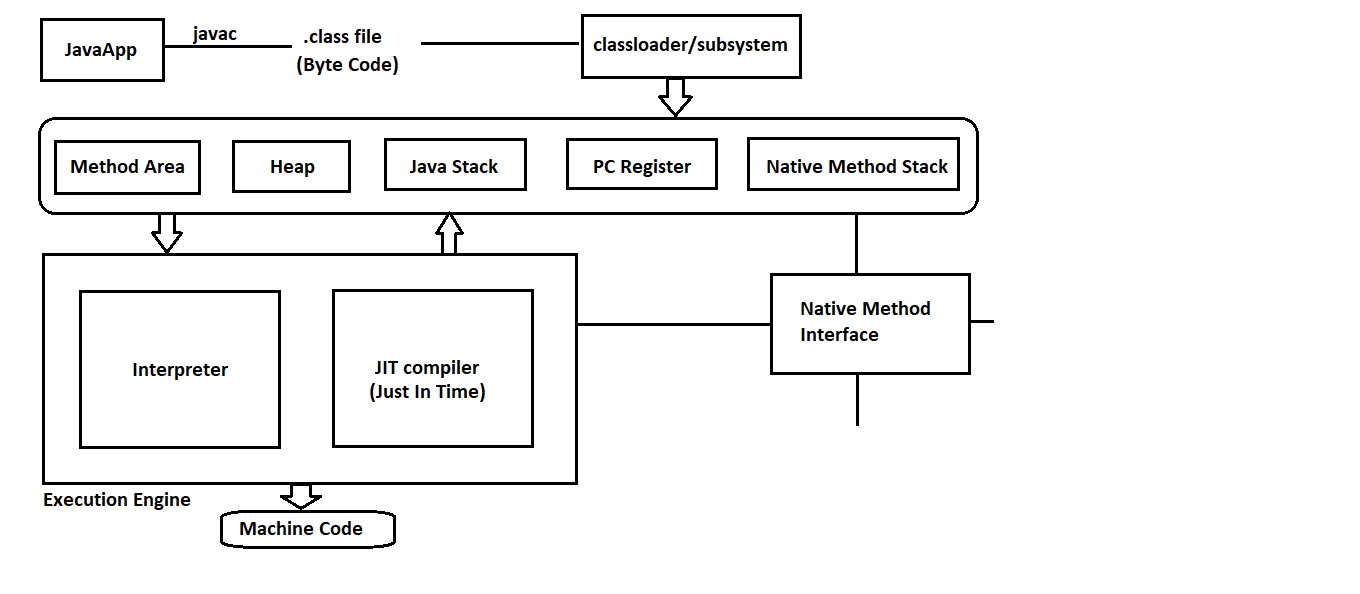 JavaApp
javac
.class file
(Byte Code)
classloader/subsystem
Method Area
Heap
Java Stack
PC Register
Native Method Stack
Interpreter
JIT compiler
(Just In Time)
Native Method
Interface
Execution Engine
Machine Code